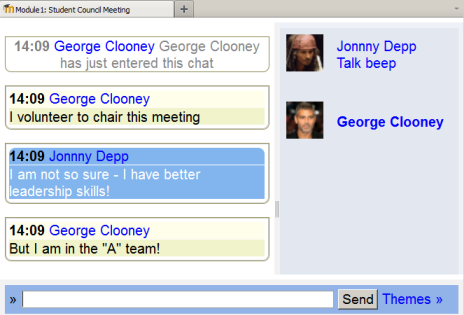 Module 1: Student Council Meeting
14:09 George Clooney George Clooney
has just entered this chat
14:09 George Clooney
I volunteer to chair this meeting
14:09 Jonnny Depp
I am not so sure - I have better
leadership skills!
14:09 George Clooney
But I am in the "A" team!
Jonnny Depp
Talk beep
George Clooney
» Send Themes »